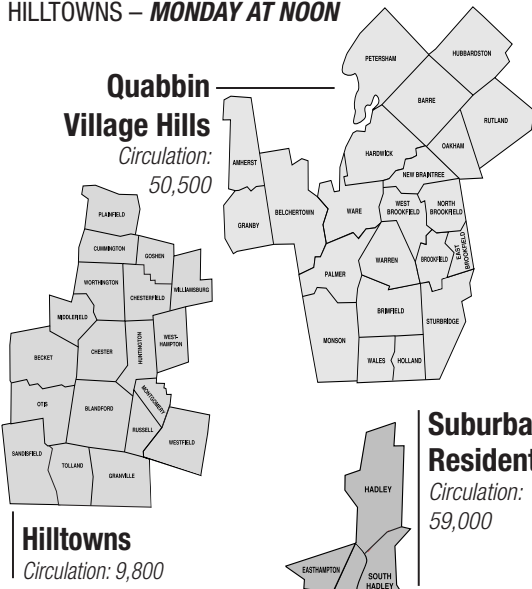 HILLTOWNS – MONDAY AT NOON
Quabbin
Village Hills
Circulation:
50,500
PETERSHAM
HUBBARDSTON
BARRE
RUTLAND
OAKHAM
HARDWICK
NEW BRAINTREE
AMHERST
GRANBY
BELCHERTOWN
WARE
WEST
BROOKFIELD
NORTH
BROOKFIELD
PALMER
WARREN
BROOKFIELD
EAST
BROOKFIELD
MONSON
BRIMFIELD
STURBRIDGE
WALES
HOLLAND
PLAINFIELD
CUMMINGTON
GOSHEN
WORTHINGTON
CHESTERFIELD
WILLIAMSBURG
MIDDLEFIELD
BECKET
CHESTER
HUNTINGTON
WEST-
HAMPTON
OTIS
BLANDFORD
MONTGOMERY
RUSSELL
WESTFIELD
SANDISFIELD
TOLLAND
GRANVILLE
Hilltowns
Circulation: 9,800
Suburba
Resident
Circulation:
59,000
HADLEY
EASTHAMPTON
SOUTH
HADLEY